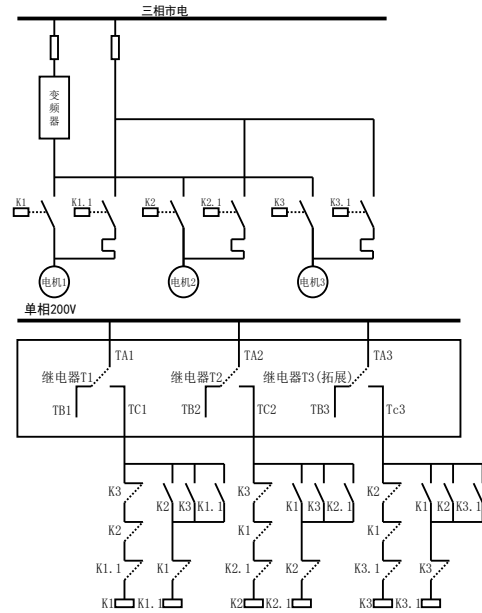 三相市电
变
频
器
K1 K1.1 K2 K2.1 K3 K3.1
电机1 电机2 电机3
单相200V
TA1 TA2 TA3
继电器T1 继电器T2 继电器T3(拓展)
TB1 TC1 TB2 TC2 TB3 Tc3
K3 K2 K3 K1.1 K3 K1 K3 K2.1 K2 K1 K2 K3.1
K2 K1 K1
K1.1 K1 K2.1 K2 K3.1 K3
K1 K1.1 K2 K2.1 K3 K3.1